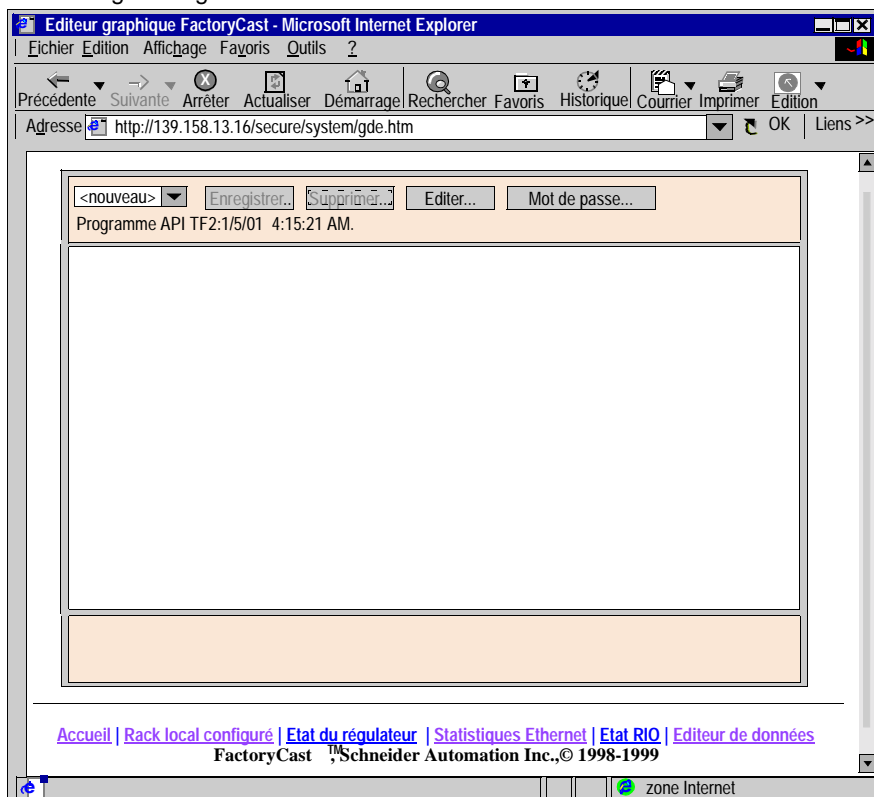 Editeur graphique FactoryCast - Microsoft Internet Explorer
Fichier Edition Affichage Favoris Outils ?
Précédente Suivante Arrêter Actualiser Démarrage Rechercher Favoris Historique Courrier Imprimer Edition
Adresse http://139.158.13.16/secure/system/gde.htm OK Liens >>
<nouveau> Enregistrer.. Supprimer... Editer... Mot de passe...
Programme API TF2:1/5/01 4:15:21 AM.
Accueil | Rack local configuré | Etat du régulateur | Statistiques Ethernet | Etat RIO | Editeur de données
FactoryCast ™,Schneider Automation Inc.,© 1998-1999
zone Internet